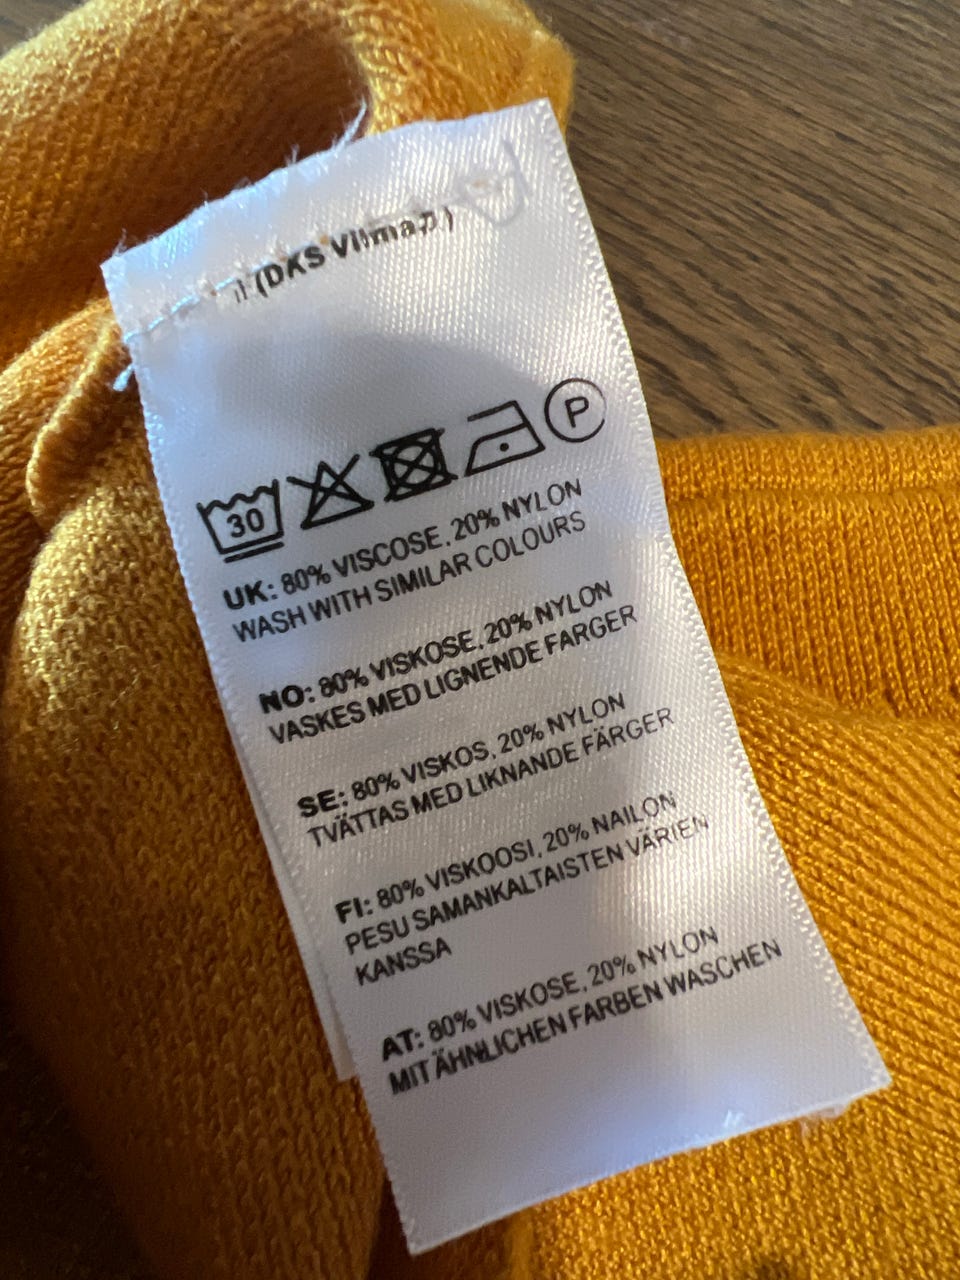 (DKS Vilma
30
P
UK: 80% VISCOSE, 20% NYLON
WASH WITH SIMILAR COLOURS
NO: 80% VISKOSE, 20% NYLON
VASKES MED LIGNENDE FARGER
SE: 80% VISKOS, 20% NYLON
TVÄTTAS MED LIKNANDE FÄRGER
FI: 80% VISKOOSI, 20% NAILON
PESU SAMANKALTAISTEN VÄRIEN
KANSSA
AT: 80% VISKOSE, 20% NYLON
MIT ÄHNLICHEN FARBEN WASCHEN